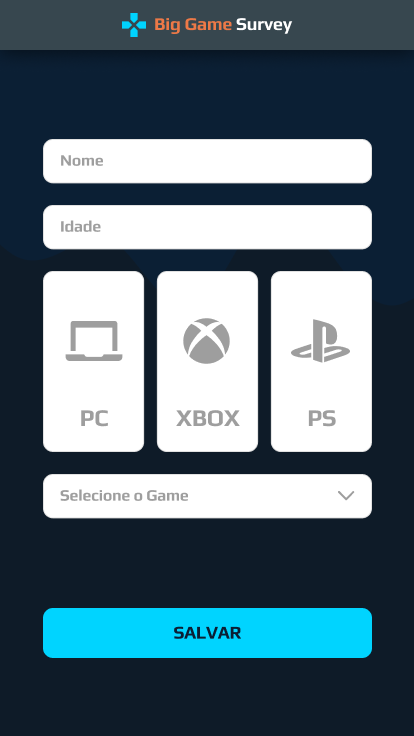 Big Game Survey
Nome
Idade
PC XBOX PS
Selecione o Game
SALVAR